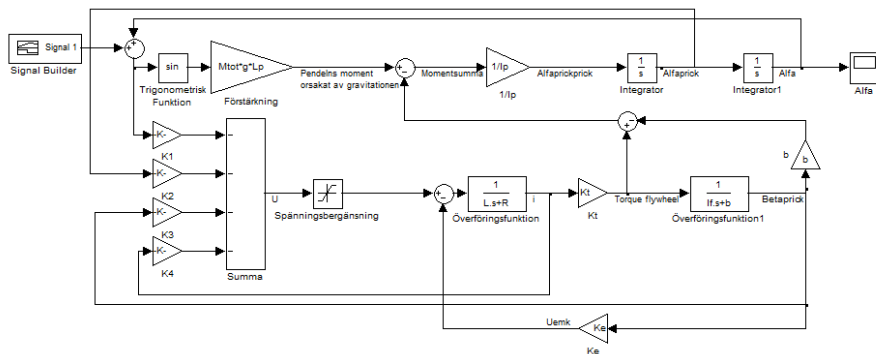 Signal 1
Signal Builder
sin
Trigonometrisk
Funktion
Mtot*g*Lp
Förstärkning
Pendelns moment
orsakat av gravitationen
Momentsumma
1/Ip
1/Ip
Alfaprickprick
1
s
Integrator
Alfaprick
1
s
Integrator1
Alfa
Alfa
K-
K1
K-
K2
K-
K3
K-
K4
Summa
U
Spänningsbergänsning
1
L.s+R
Överföringsfunktion
i
Kt
Kt
Torque flywheel
1
If.s+b
Överföringsfunktion1
Betaprick
b
b
Uemk
Ke
Ke